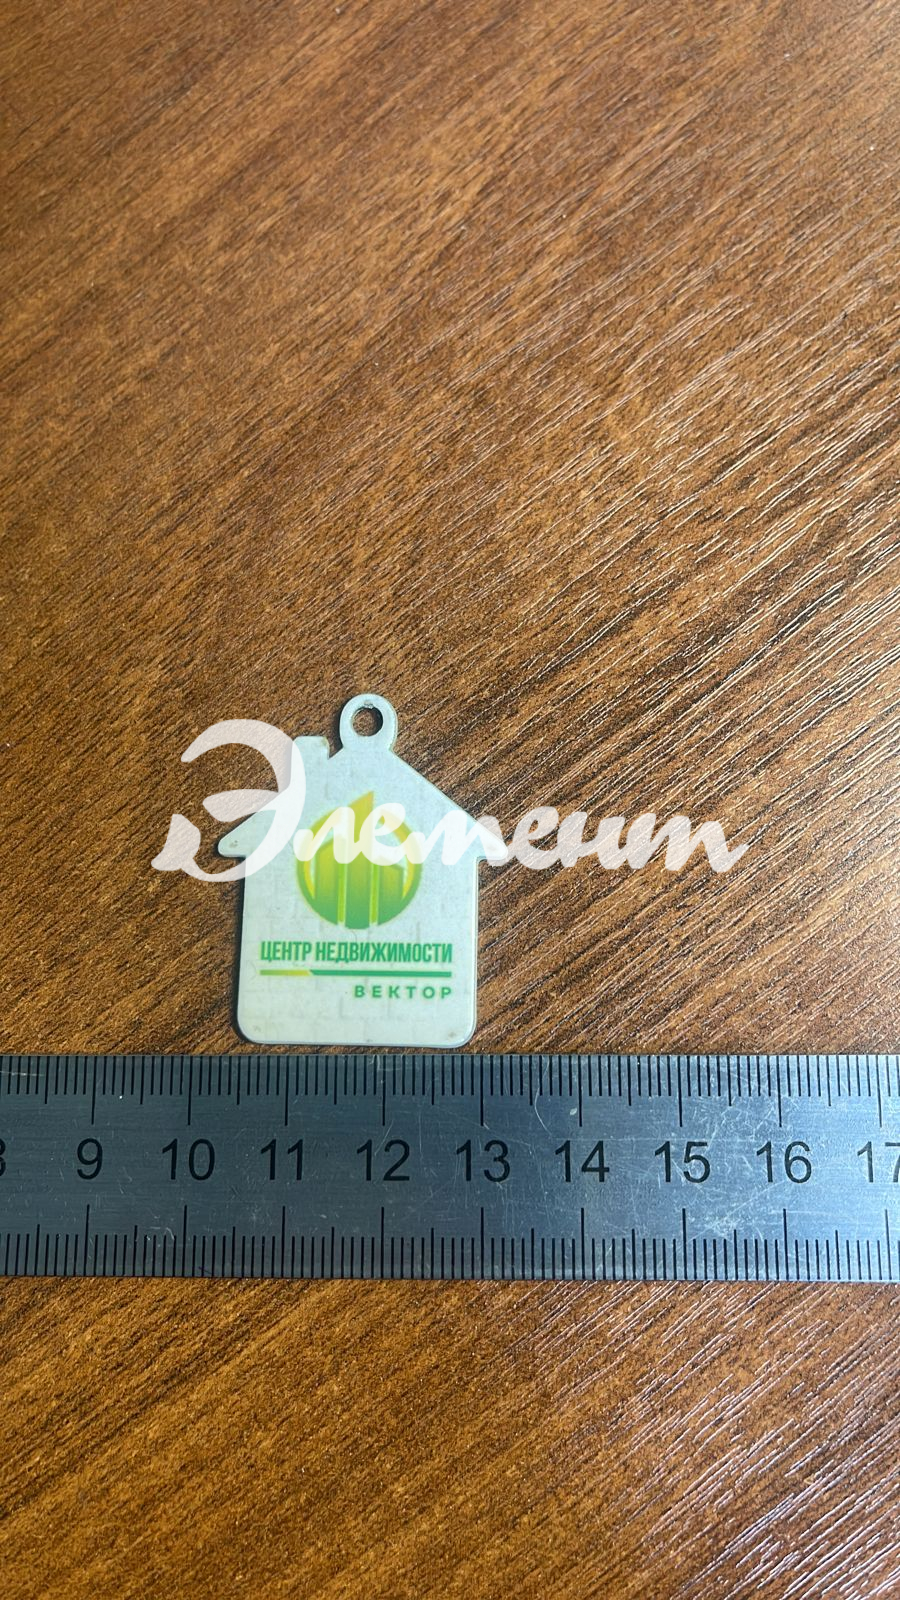 Элемент
ЦЕНТР НЕДВИЖИМОСТИ
ВЕКТОР
9 10 11 12 13 14 15 16 17